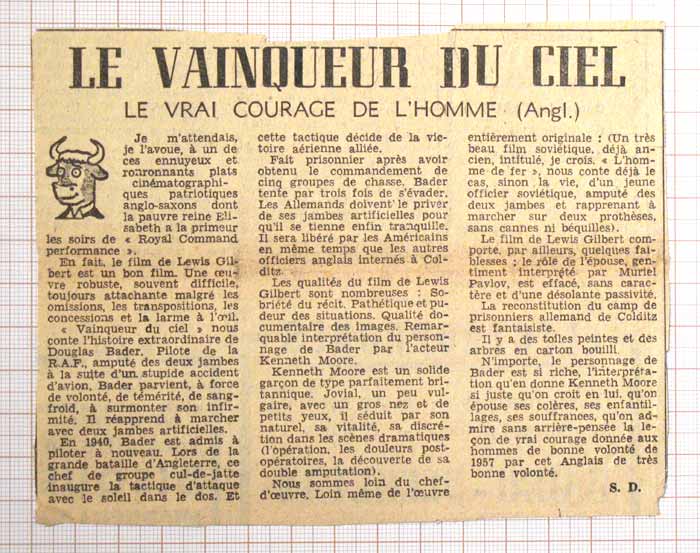 LE VAINQUEUR DU CIEL
LE VRAI COURAGE DE L'HOMME (Angl.)
Je m'attendais,
je l'avoue, à un de
ces ennuyeux et
ronronnants plats
cinématographi-
ques patriotiques
anglo-saxons dont
la pauvre reine Eli-
sabeth a la primeur
les soirs de « Royal Command
performance ».
En fait, le film de Lewis Gil-
bert est un bon film. Une œu-
vre robuste, souvent difficile,
toujours attachante malgré les
omissions, les transpositions, les
concessions et la larme à l'œil.
« Vainqueur du ciel » nous
conte l'histoire extraordinaire de
Douglas Bader. Pilote de la
R.A.F., amputé des deux jambes
à la suite d'un stupide accident
d'avion, Bader parvient, à force
de volonté, de témérité, de sang-
froid, à surmonter son infir-
mité. Il réapprend à marcher
avec deux jambes artificielles.
En 1940, Bader est admis à
piloter à nouveau. Lors de la
grande bataille d'Angleterre, ce
chef de groupe cul-de-jatte
inaugure la tactique d'attaque
avec le soleil dans le dos. Et
cette tactique décide de la vic-
toire aérienne alliée.
Fait prisonnier après avoir
obtenu le commandement de
cinq groupes de chasse. Bader
tente par trois fois de s'évader.
Les Allemands doivent le priver
de ses jambes artificielles pour
qu'il se tienne enfin tranquille.
Il sera libéré par les Américains
en même temps que les autres
officiers anglais internés à Col-
ditz
Les qualités du film de Lewis
Gilbert sont nombreuses : So-
briété du récit. Pathétique et pu-
deur des situations. Qualité do-
cumentaire des images. Remar-
quable interprétation du person-
nage de Bader par l'acteur
Kenneth Moore.
Kenneth Moore est un solide
garçon de type parfaitement bri-
tannique. Jovial, un peu vul-
gaire, avec un gros nez et de
petits yeux, il séduit par son
naturel, sa vitalité, sa discré-
tion dans les scènes dramatiques
(l'opération, les douleurs post-
opératoires, la découverte de sa
double amputation).
Nous sommes loin du chef-
d'œuvre. Loin même de l'œuvre
entièrement originale : (Un très
beau film soviétique, déjà an-
cien, intitulé, je crois, « L'hom-
me de fer », nous conte déjà le
cas, sinon la vie, d'un jeune
officier soviétique, amputé des
deux jambes et rapprenant à
marcher sur deux prothèses,
sans cannes ni béquilles).
Le film de Lewis Gilbert com-
porte, par ailleurs, quelques fai-
blesses : le rôle de l'épouse, gen-
timent interprété par Muriel
Pavlov, est effacé, sans carac-
tère et d'une désolante passivité.
La reconstitution du camp de
prisonniers allemand de Colditz
est fantaisiste.
Il y a des toiles peintes et des
arbres en carton bouilli.
N'importe, le personnage de
Bader est si riche, l'interpréta-
tion qu'en donne Kenneth Moore
si juste qu'on croit en lui, qu'on
épouse ses colères, ses enfantil-
lages, ses souffrances, qu'on ad-
mire sans arrière-pensée la le-
çon de vrai courage donnée aux
hommes de bonne volonté de
1957 par cet Anglais de très
bonne volonté.
S. D.